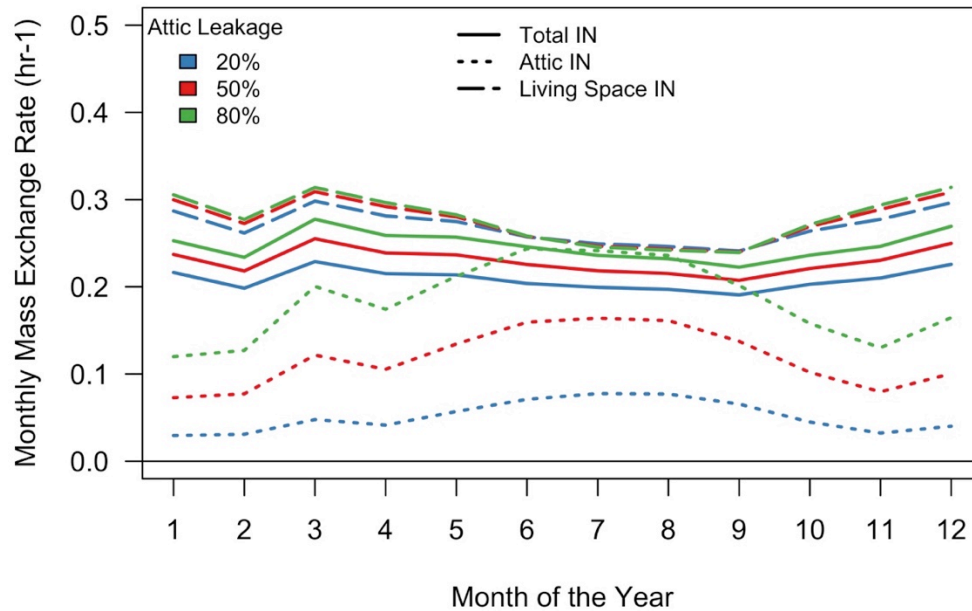 Attic Leakage
20%
50%
80%
Total IN
Attic IN
Living Space IN
Monthly Mass Exchange Rate (hr-1)
0.5
0.4
0.3
0.2
0.1
0.0
1 2 3 4 5 6 7 8 9 10 11 12
Month of the Year